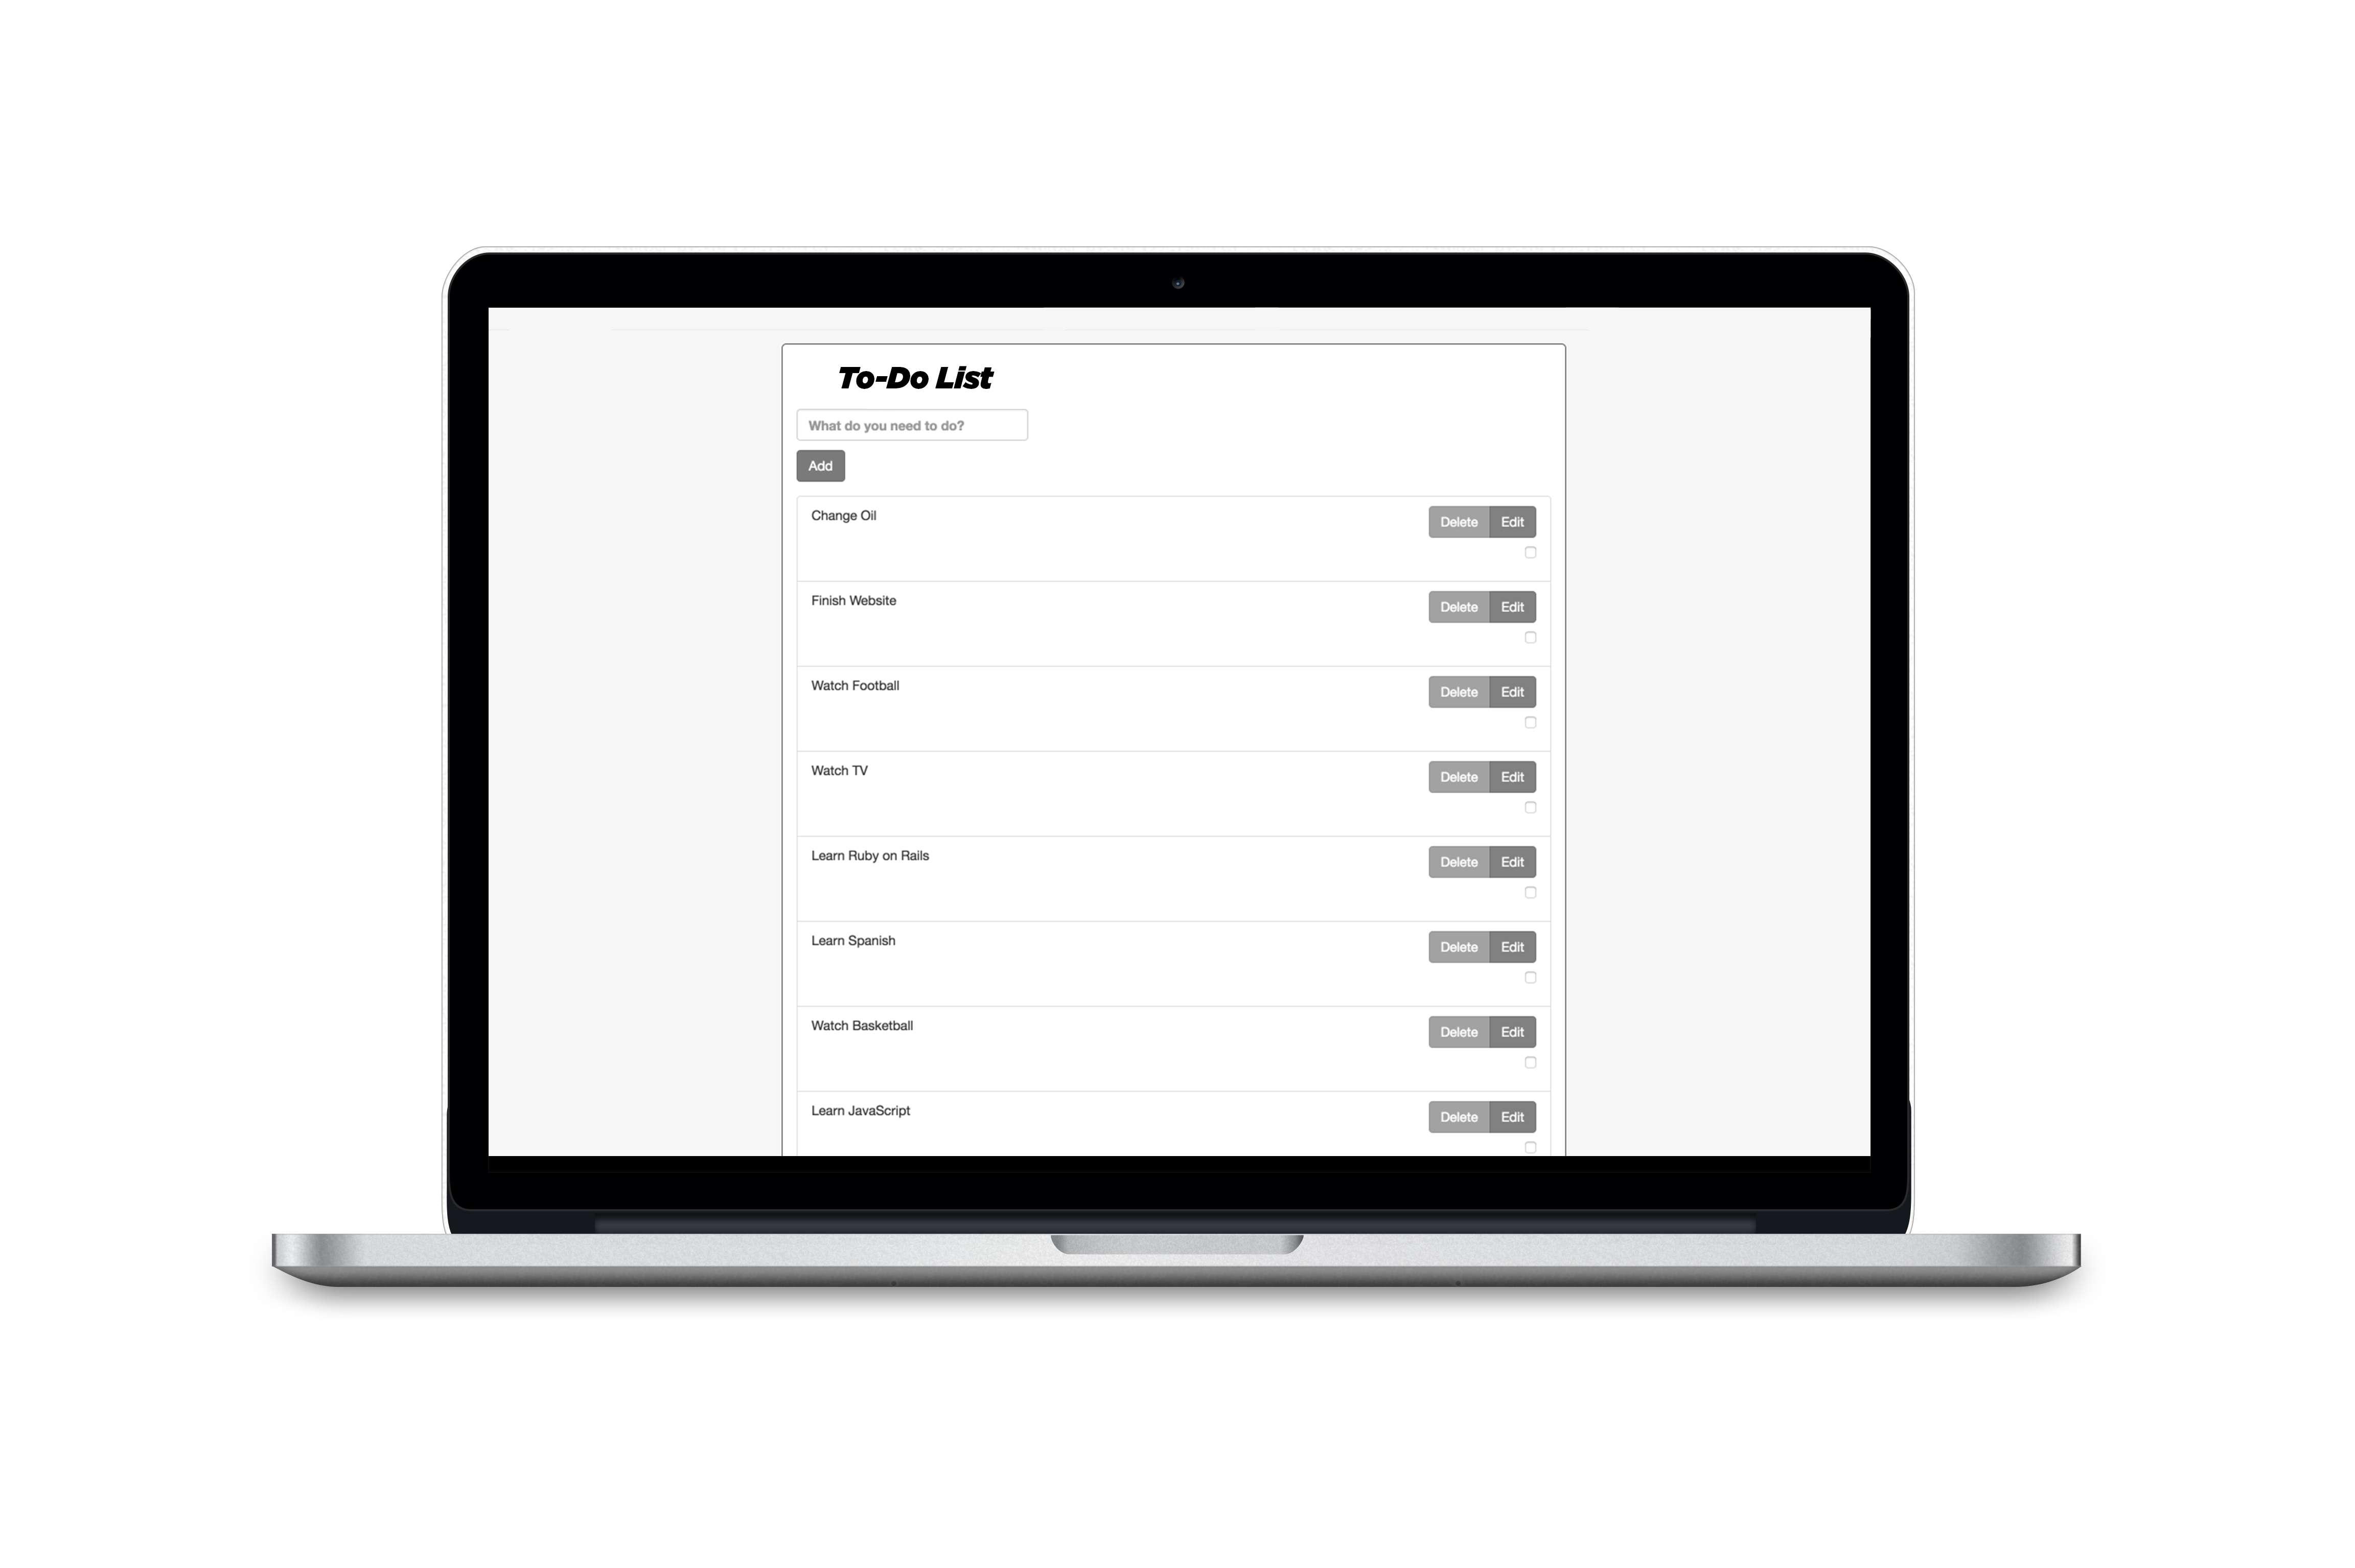 To-Do List
What do you need to do?
Add
Change Oil
Delete Edit
Finish Website
Delete Edit
Watch Football
Delete Edit
Watch TV
Delete Edit
Learn Ruby on Rails
Delete Edit
Learn Spanish
Delete Edit
Watch Basketball
Delete Edit
Learn JavaScript
Delete Edit